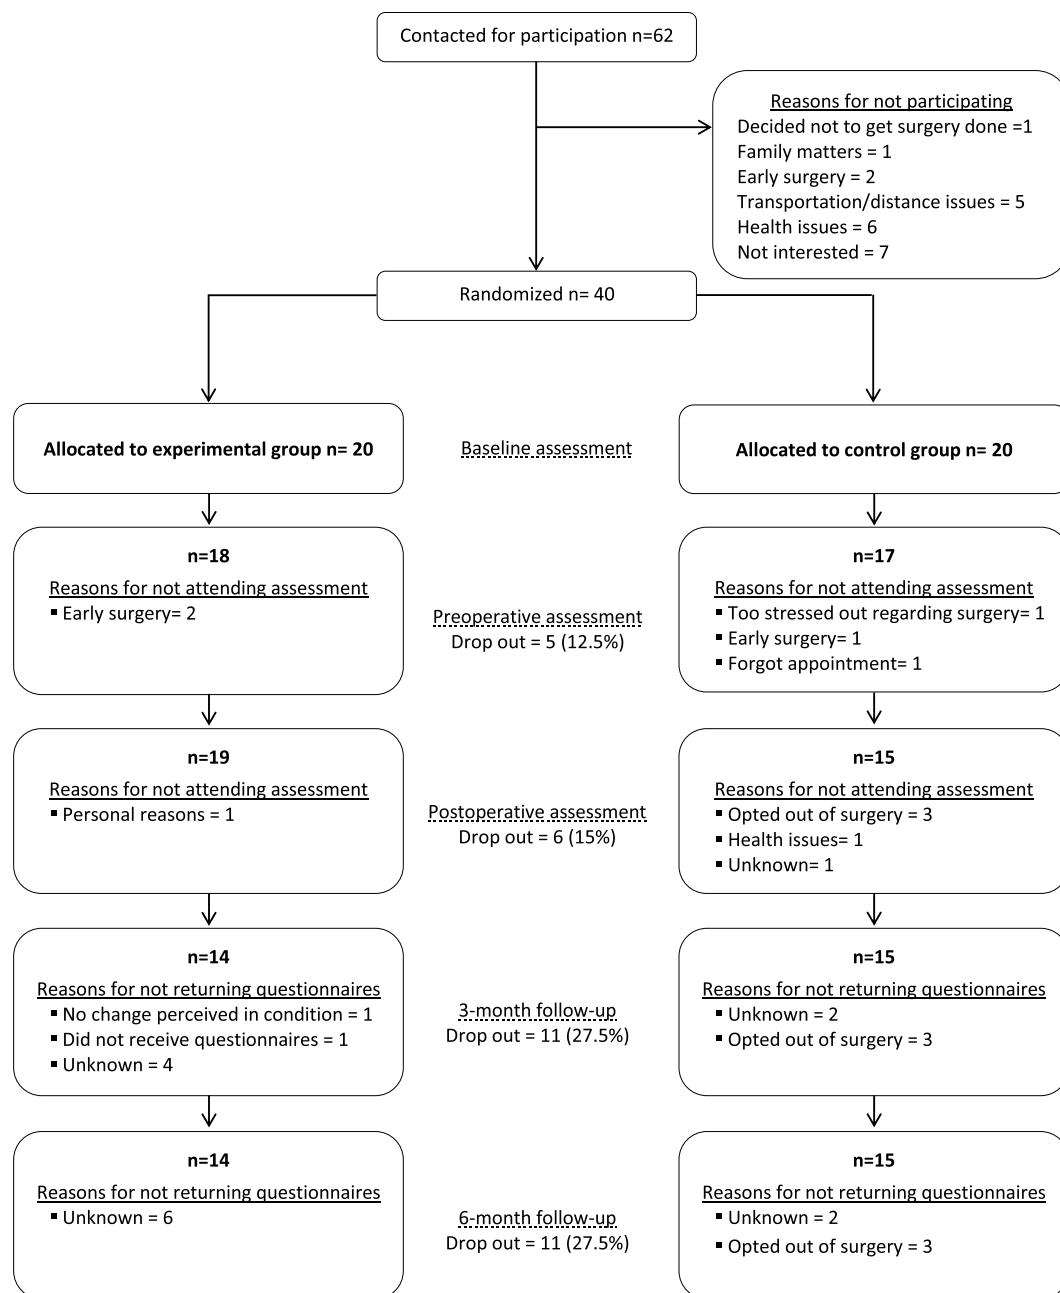 Contacted for participation n=62
Reasons for not participating
Decided not to get surgery done =1
Family matters = 1
Early surgery = 2
Transportation/distance issues = 5
Health issues = 6
Not interested = 7
Randomized n= 40
Allocated to experimental group n= 20
Baseline assessment
Allocated to control group n= 20
n=18
Reasons for not attending assessment
▪ Early surgery= 2
Preoperative assessment
Drop out = 5 (12.5%)
n=17
Reasons for not attending assessment
▪ Too stressed out regarding surgery= 1
▪ Early surgery= 1
▪ Forgot appointment= 1
n=19
Reasons for not attending assessment
▪ Personal reasons = 1
Postoperative assessment
Drop out = 6 (15%)
n=15
Reasons for not attending assessment
▪ Opted out of surgery = 3
▪ Health issues= 1
▪ Unknown= 1
n=14
Reasons for not returning questionnaires
▪ No change perceived in condition = 1
▪ Did not receive questionnaires = 1
▪ Unknown = 4
3-month follow-up
Drop out = 11 (27.5%)
n=15
Reasons for not returning questionnaires
▪ Unknown = 2
▪ Opted out of surgery = 3
n=14
Reasons for not returning questionnaires
▪ Unknown = 6
6-month follow-up
Drop out = 11 (27.5%)
n=15
Reasons for not returning questionnaires
▪ Unknown = 2
▪ Opted out of surgery = 3